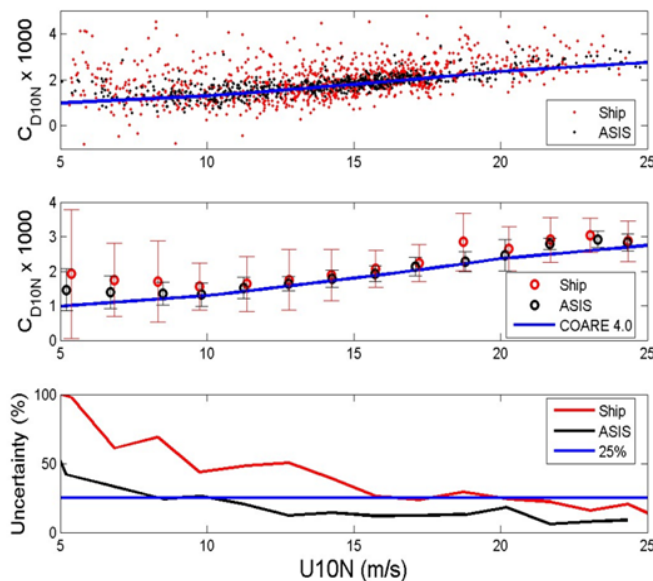 C_D10N x 1000
4
2
0
Ship
ASIS
5 10 15 20 25
C_D10N x 1000
4
3
2
1
0
Ship
ASIS
COARE 4.0
5 10 15 20 25
Uncertainty (%)
100
50
0
Ship
ASIS
25%
5 10 15 20 25
U10N (m/s)